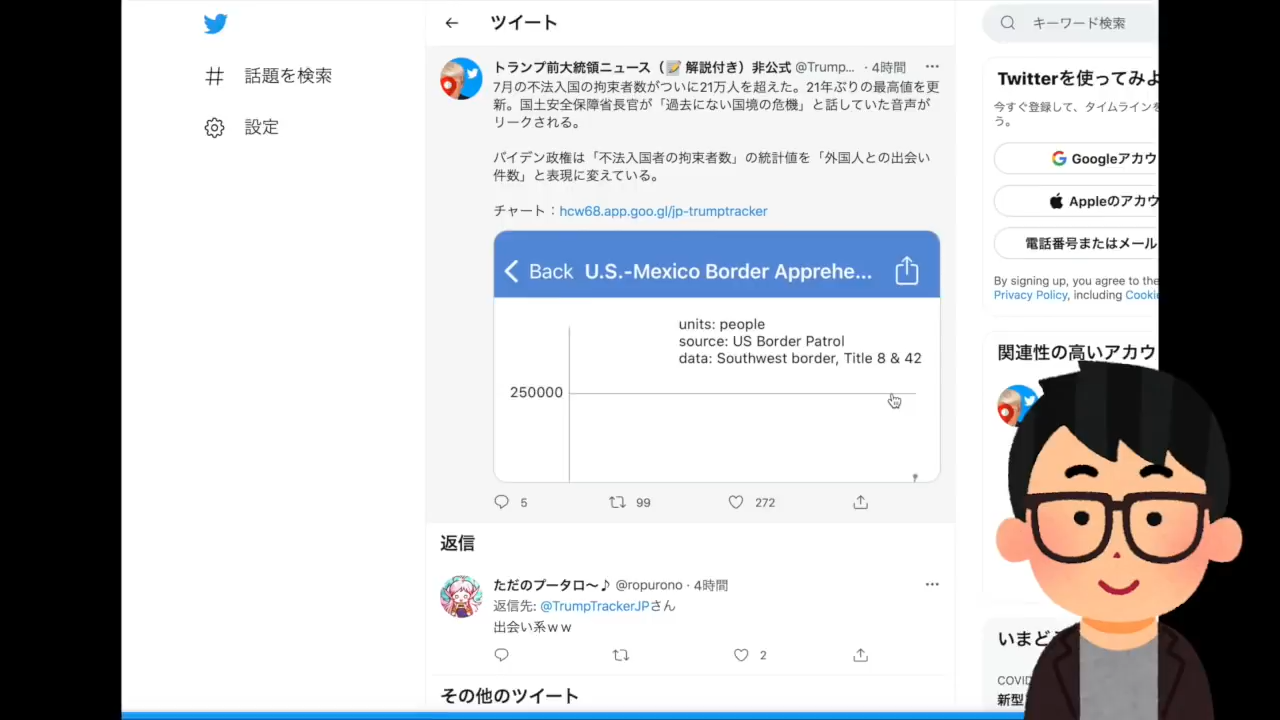 ツイート
キーワード検索
話題を検索
設定
トランプ前大統領ニュース（📝 解説付き）非公式 @Trump... · 4時間
7月の不法入国の拘束者数がついに21万人を超えた。21年ぶりの最高値を更
新。国土安全保障省長官が「過去にない国境の危機」と話していた音声が
リークされる。
バイデン政権は「不法入国者の拘束者数」の統計値を「外国人との出会い
件数」と表現に変えている。
チャート：hcw68.app.goo.gl/jp-trumptracker
Back U.S.-Mexico Border Apprehe...
units: people
source: US Border Patrol
data: Southwest border, Title 8 & 42
250000
5 99 272
返信
ただのプータロ〜♪ @ropurono · 4時間
返信先: @TrumpTrackerJPさん
出会い系ｗｗ
2
その他のツイート
Twitterを使ってみよ
今すぐ登録して、タイムラインを
う。
Googleアカウ
Appleのアカウ
電話番号またはメール
By signing up, you agree to the
Privacy Policy, including Cookie
関連性の高いアカウ
いまど
COVID
新型